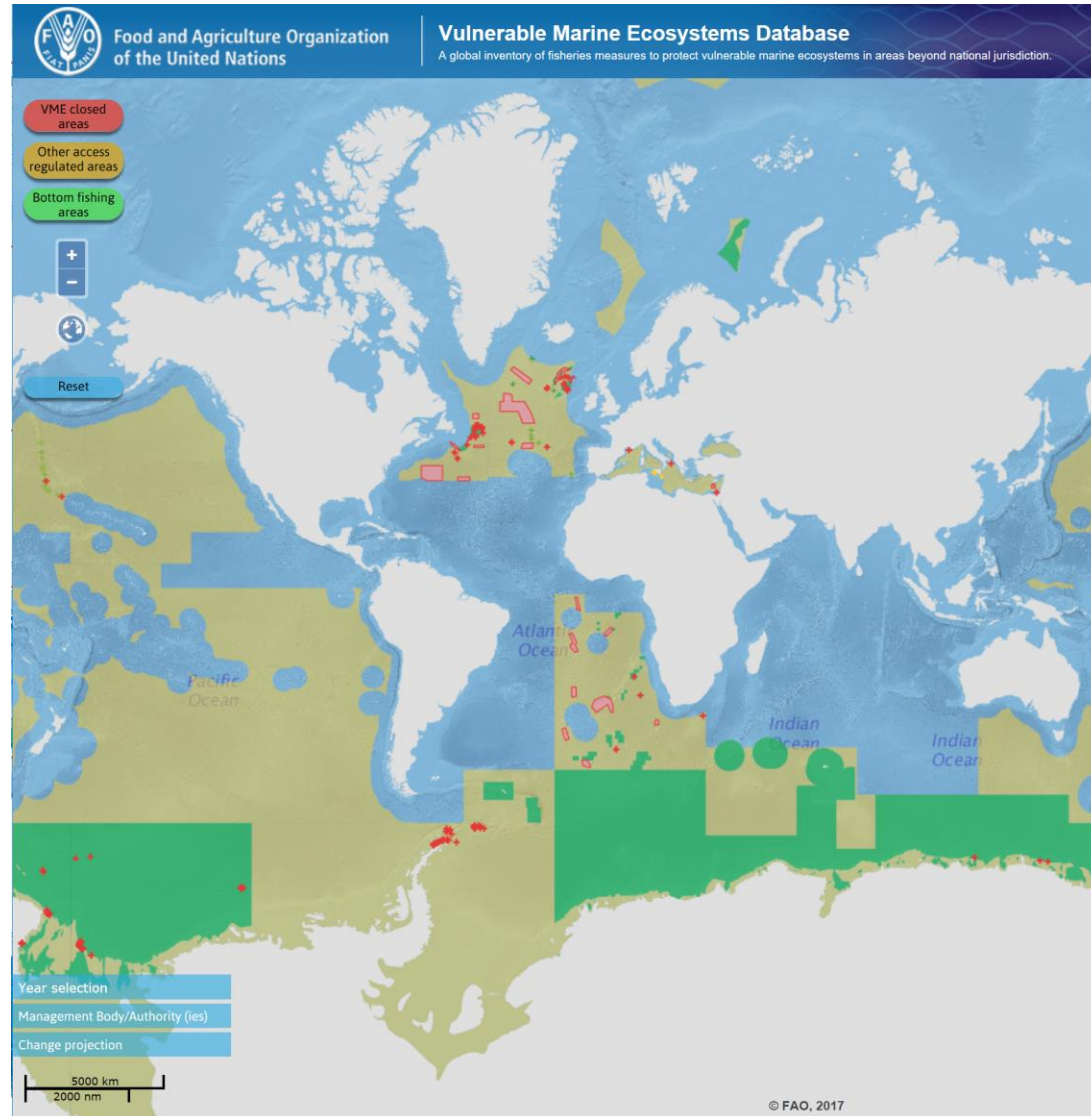 FAO
FIAT PANIS
Food and Agriculture Organization
of the United Nations
Vulnerable Marine Ecosystems Database
A global inventory of fisheries measures to protect vulnerable marine ecosystems in areas beyond national jurisdiction.
VME closed
areas
Other access
regulated areas
Bottom fishing
areas
+
−
Reset
Atlantic
Ocean
Pacific
Ocean
Indian
Ocean
Indian
Ocean
Year selection
Management Body/Authority (ies)
Change projection
5000 km
2000 nm
© FAO, 2017